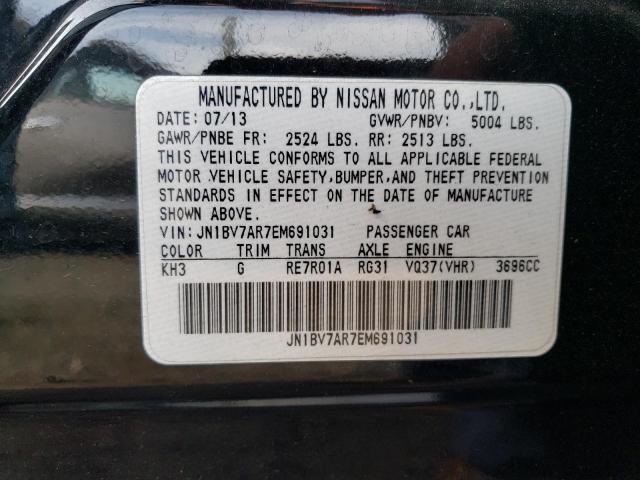 MANUFACTURED BY NISSAN MOTOR CO.,LTD.
DATE: 07/13 GVWR/PNBV: 5004 LBS.
GAWR/PNBE FR: 2524 LBS. RR: 2513 LBS.
THIS VEHICLE CONFORMS TO ALL APPLICABLE FEDERAL
MOTOR VEHICLE SAFETY,BUMPER,AND THEFT PREVENTION
STANDARDS IN EFFECT ON THE DATE OF MANUFACTURE
SHOWN ABOVE.
VIN: JN1BV7AR7EM691031 PASSENGER CAR
COLOR TRIM TRANS AXLE ENGINE
KH3 G RE7R01A RG31 VQ37(VHR) 3696CC
JN1BV7AR7EM691031